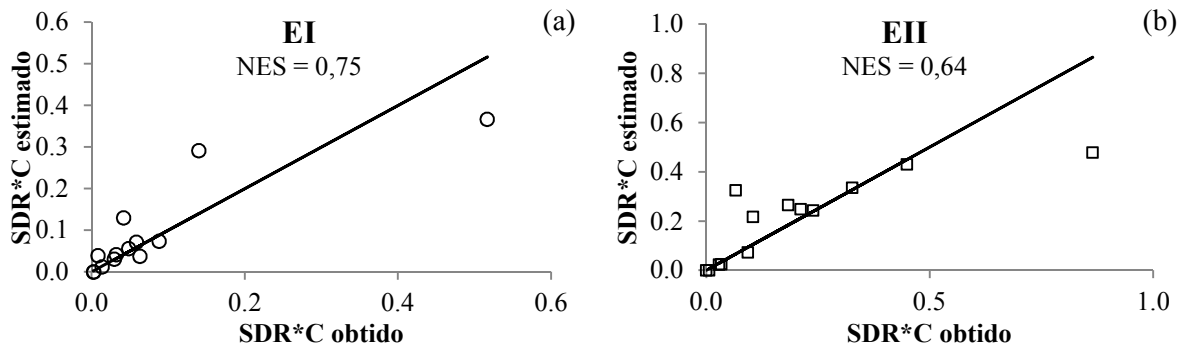 (a)
EI
NES = 0,75
SDR*C estimado
0.6
0.5
0.4
0.3
0.2
0.1
0.0
0.0 0.2 0.4 0.6
SDR*C obtido
(b)
EII
NES = 0,64
SDR*C estimado
1.0
0.8
0.6
0.4
0.2
0.0
0.0 0.5 1.0
SDR*C obtido